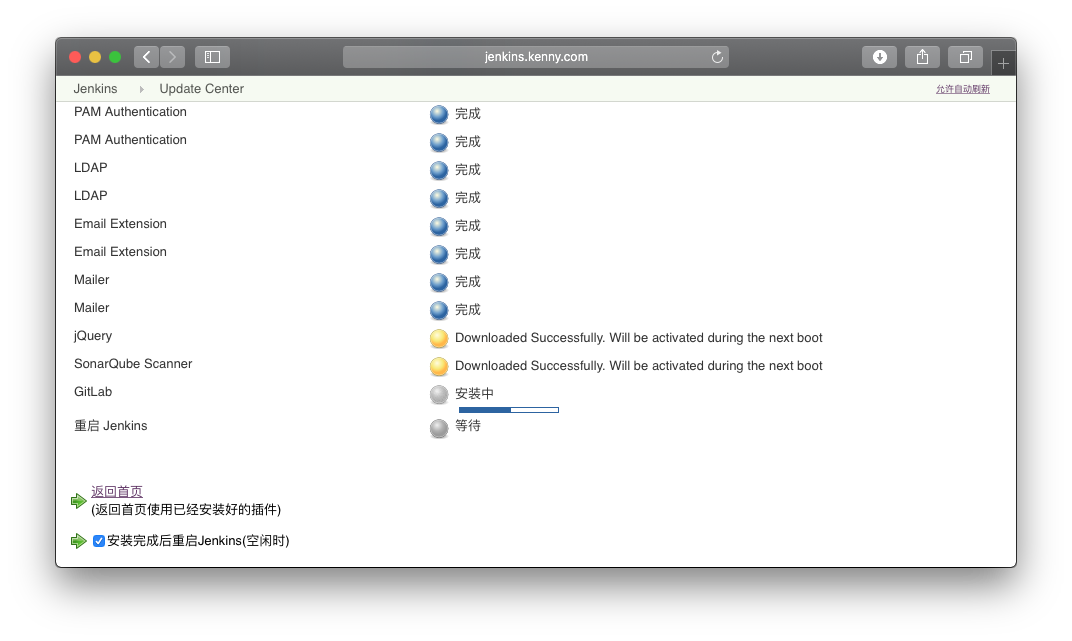 jenkins.kenny.com
Jenkins Update Center 允许自动刷新
PAM Authentication 完成
PAM Authentication 完成
LDAP 完成
LDAP 完成
Email Extension 完成
Email Extension 完成
Mailer 完成
Mailer 完成
jQuery Downloaded Successfully. Will be activated during the next boot
SonarQube Scanner Downloaded Successfully. Will be activated during the next boot
GitLab 安装中
重启 Jenkins 等待
返回首页
(返回首页使用已经安装好的插件)
安装完成后重启Jenkins(空闲时)